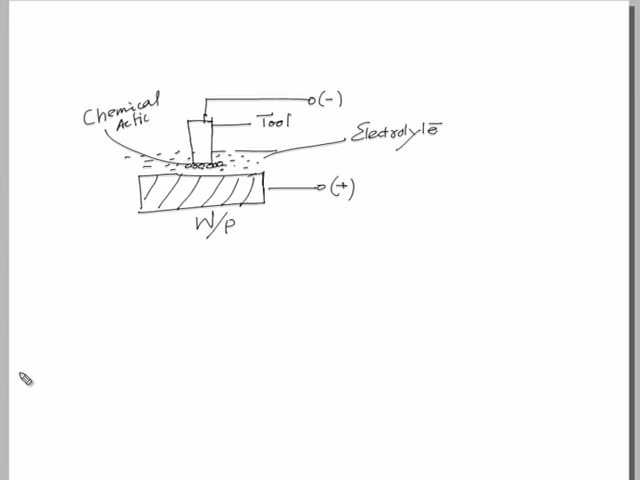 Chemical
Actic
(-)
Tool
Electrolyte
(+)
W/P